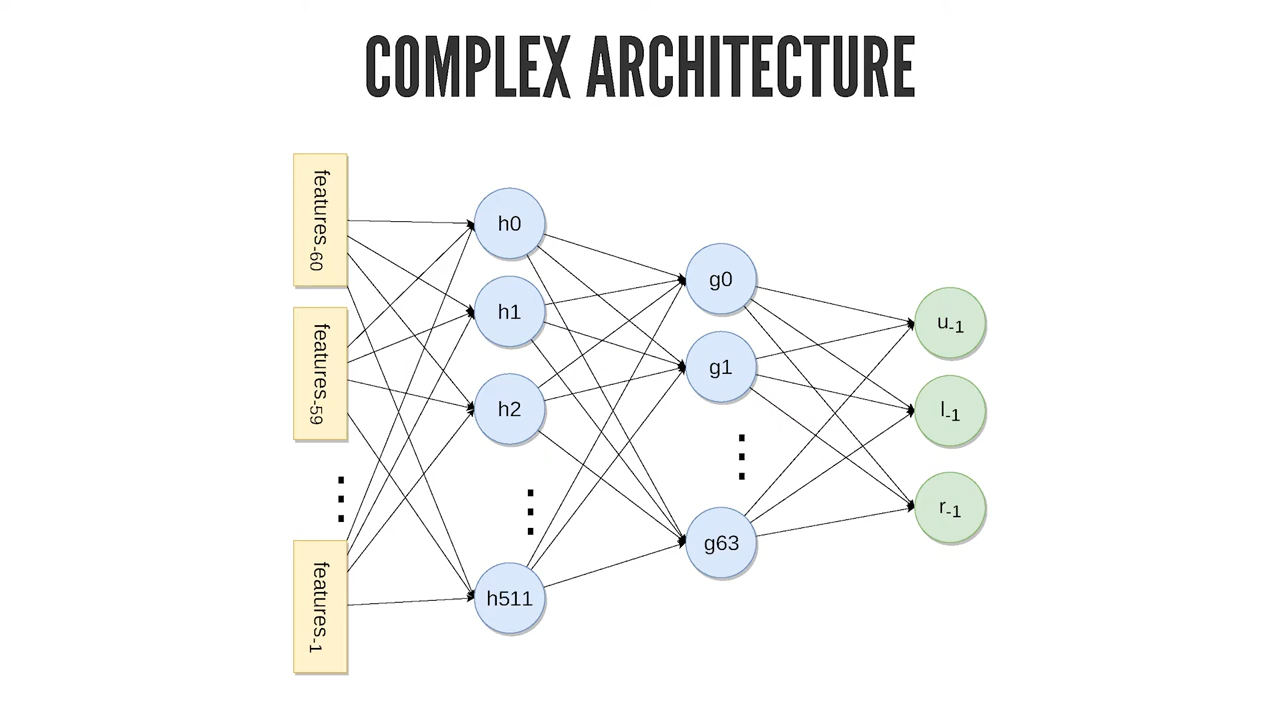 COMPLEX ARCHITECTURE
features-60
features-59
features-1
h0
h1
h2
h511
g0
g1
g63
u-1
l-1
r-1